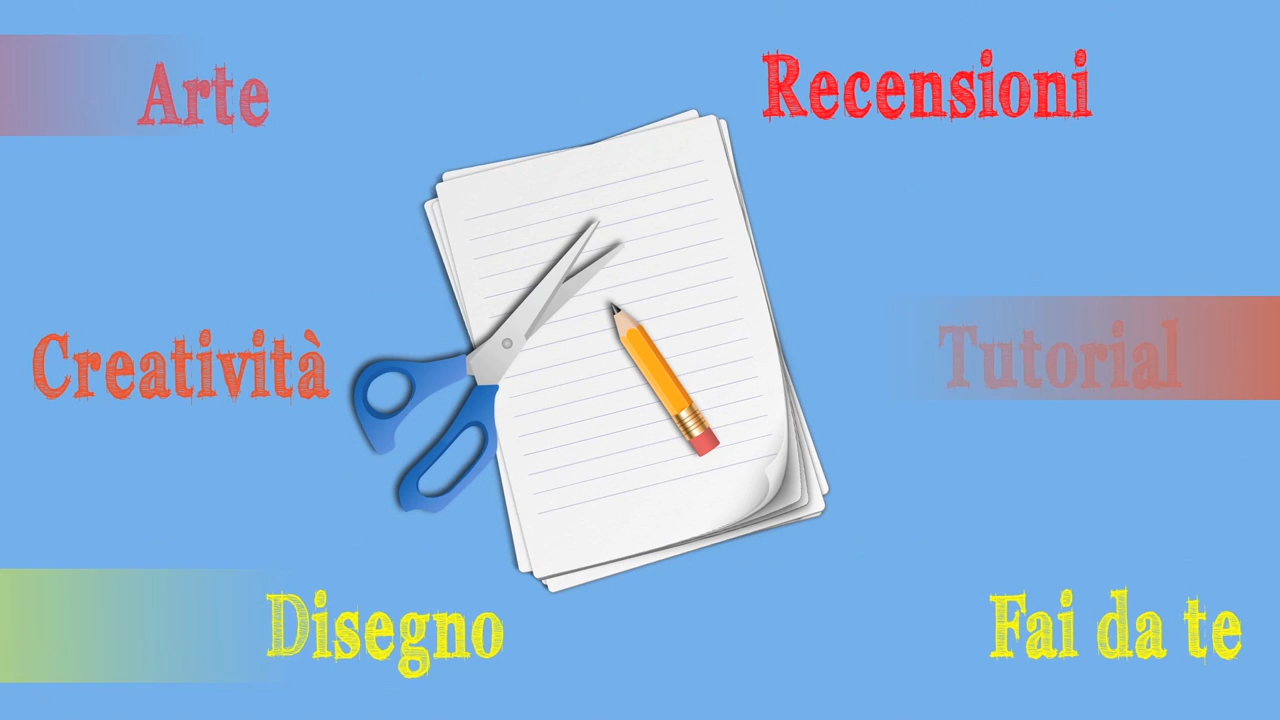 Arte
Recensioni
Creatività
Tutorial
Disegno
Fai da te